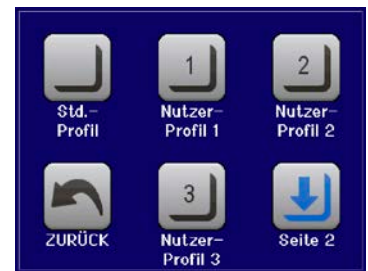 1
2
Std.-
Profil
Nutzer-
Profil 1
Nutzer-
Profil 2
3
ZURÜCK
Nutzer-
Profil 3
Seite 2